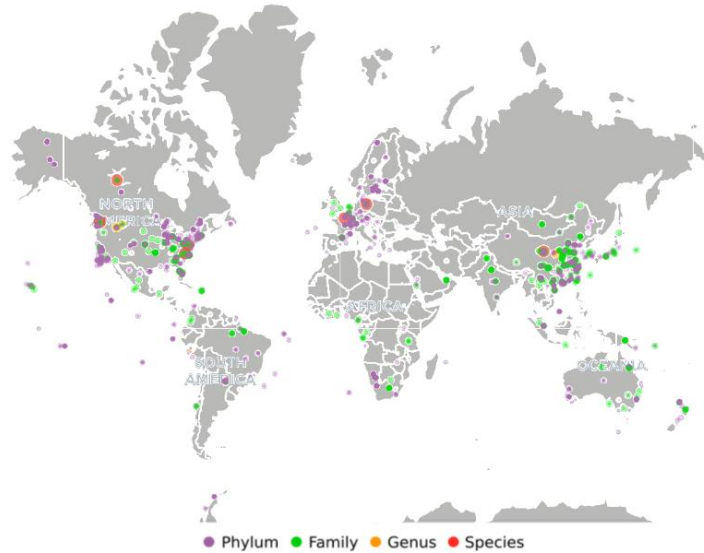 NORTH
AMERICA
ASIA
AFRICA
SOUTH
AMERICA
OCEANIA
Phylum Family Genus Species